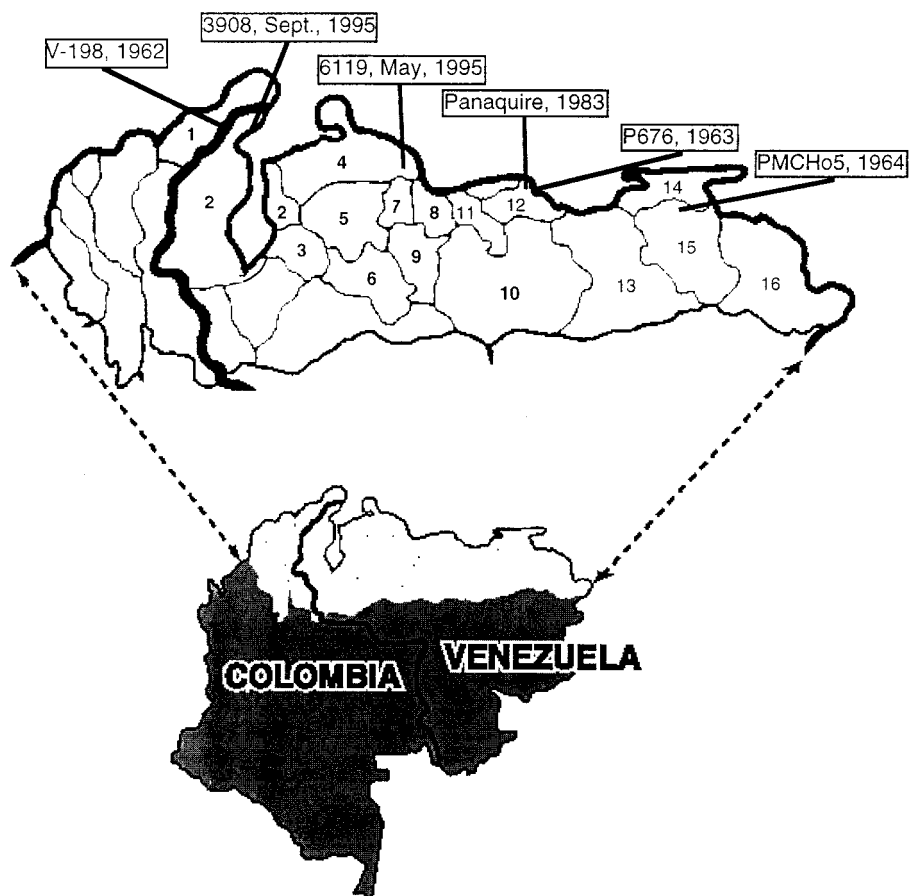 3908, Sept., 1995
V-198, 1962
6119, May, 1995
Panaquire, 1983
P676, 1963
PMCHo5, 1964
1
4
14
2
2
7
8
11
12
5
3
9
15
6
10
13
16
VENEZUELA
COLOMBIA